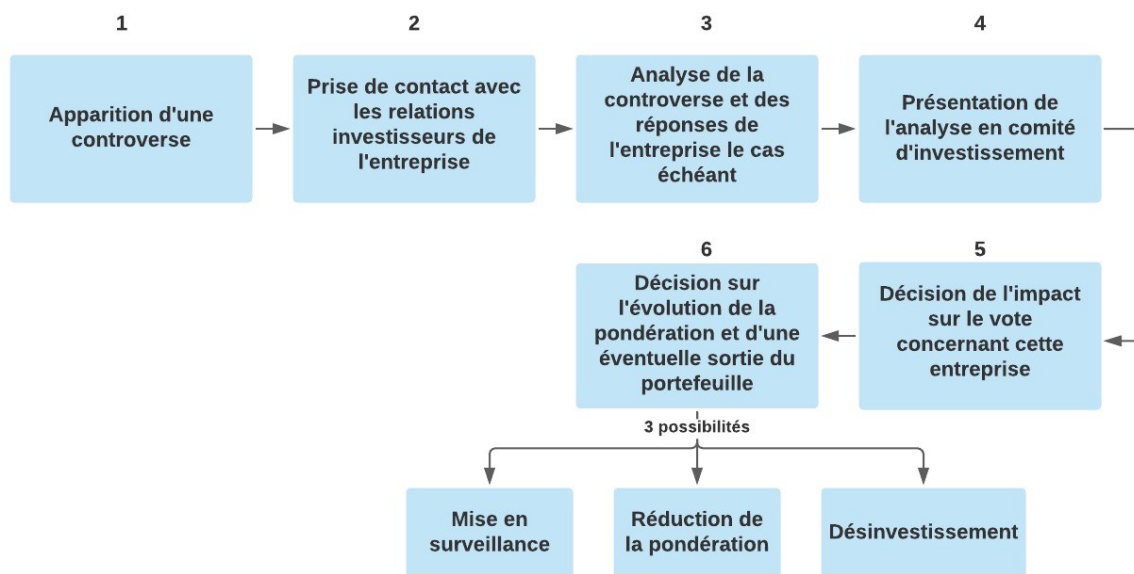 1
Apparition d'une
controverse
2
Prise de contact avec
les relations
investisseurs de
l'entreprise
3
Analyse de la
controverse et des
réponses de
l'entreprise le cas
échéant
4
Présentation de
l'analyse en comité
d'investissement
5
Décision de l'impact
sur le vote
concernant cette
entreprise
6
Décision sur
l'évolution de la
pondération et d'une
éventuelle sortie du
portefeuille
3 possibilités
Mise en
surveillance
Réduction de
la pondération
Désinvestissement